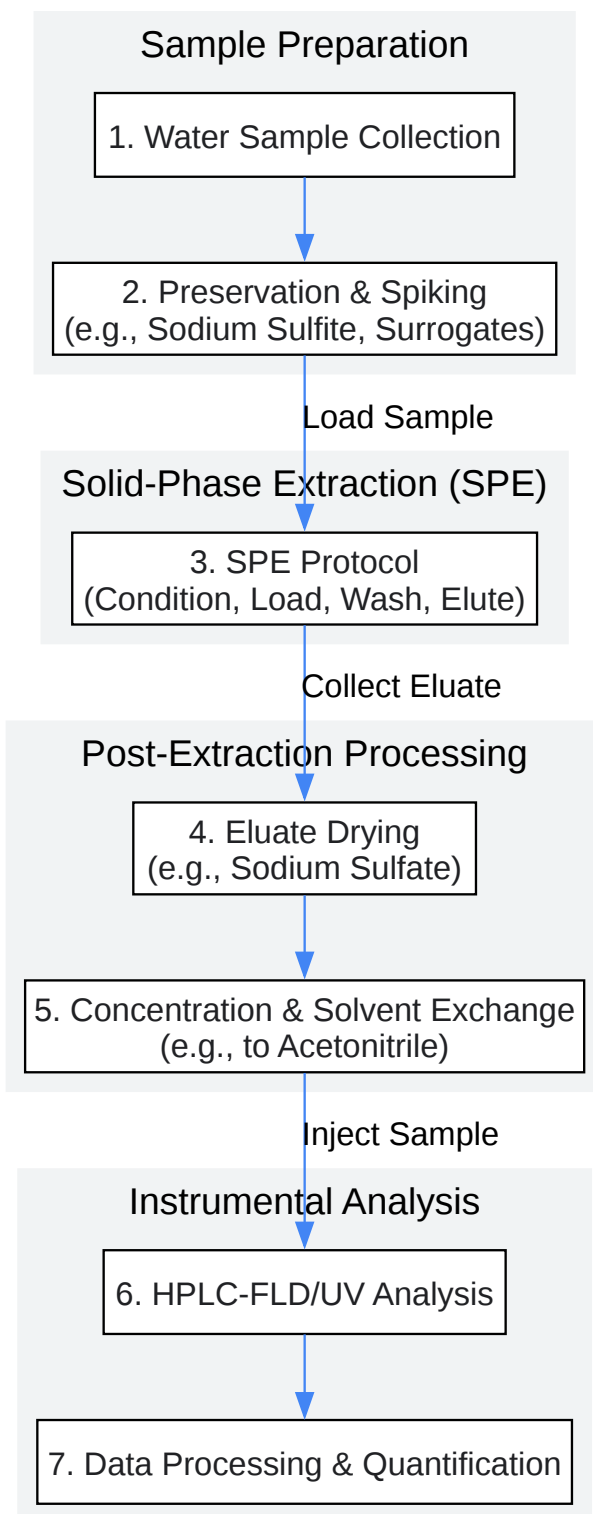 Sample Preparation
1. Water Sample Collection
2. Preservation & Spiking
(e.g., Sodium Sulfite, Surrogates)
Load Sample
Solid-Phase Extraction (SPE)
3. SPE Protocol
(Condition, Load, Wash, Elute)
Collect Eluate
Post-Extraction Processing
4. Eluate Drying
(e.g., Sodium Sulfate)
5. Concentration & Solvent Exchange
(e.g., to Acetonitrile)
Inject Sample
Instrumental Analysis
6. HPLC-FLD/UV Analysis
7. Data Processing & Quantification